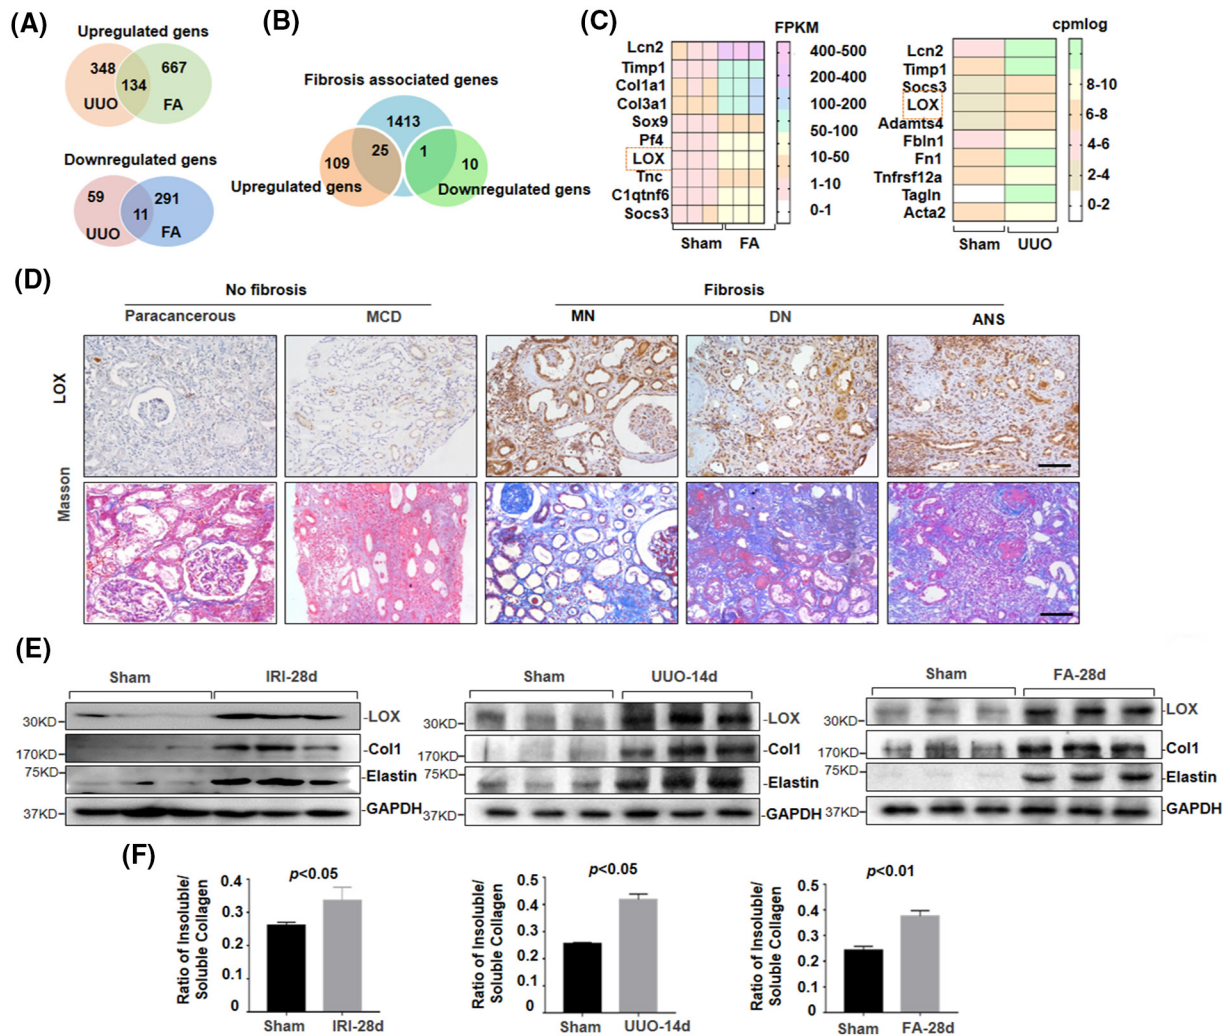 (A)
Upregulated gens
348
134
667
UUO
FA
Downregulated gens
59
11
291
UUO
FA
(B)
Fibrosis associated genes
1413
109
25
1
10
Upregulated gens
Downregulated gens
(C)
FPKM
Lcn2
Timp1
Col1a1
Col3a1
Sox9
Pf4
LOX
Tnc
C1qtnf6
Socs3
Sham
FA
400-500
200-400
100-200
50-100
10-50
1-10
0-1
cpmlog
Lcn2
Timp1
Socs3
LOX
Adamts4
Fbln1
Fn1
Tnfrsf12a
Tagln
Acta2
Sham
UUO
8-10
6-8
4-6
2-4
0-2
(D)
No fibrosis
Fibrosis
Paracancerous
MCD
MN
DN
ANS
LOX
Masson
(E)
Sham
IRI-28d
30KD
-LOX
170KD
-Col1
75KD
-Elastin
37KD
-GAPDH
Sham
UUO-14d
30KD
-LOX
170KD
-Col1
75KD
-Elastin
37KD
-GAPDH
Sham
FA-28d
30KD
-LOX
170KD
-Col1
75KD
Elastin
37KD
-GAPDH
(F)
p<0.05
Ratio of Insoluble/
Soluble Collagen
0.4
0.3
0.2
0.1
0
Sham
IRI-28d
p<0.05
Ratio of Insoluble/
Soluble Collagen
0.5
0.4
0.3
0.2
0.1
0
Sham
UUO-14d
p<0.01
Ratio of Insoluble/
Soluble Collagen
0.5
0.4
0.3
0.2
0.1
0
Sham
FA-28d